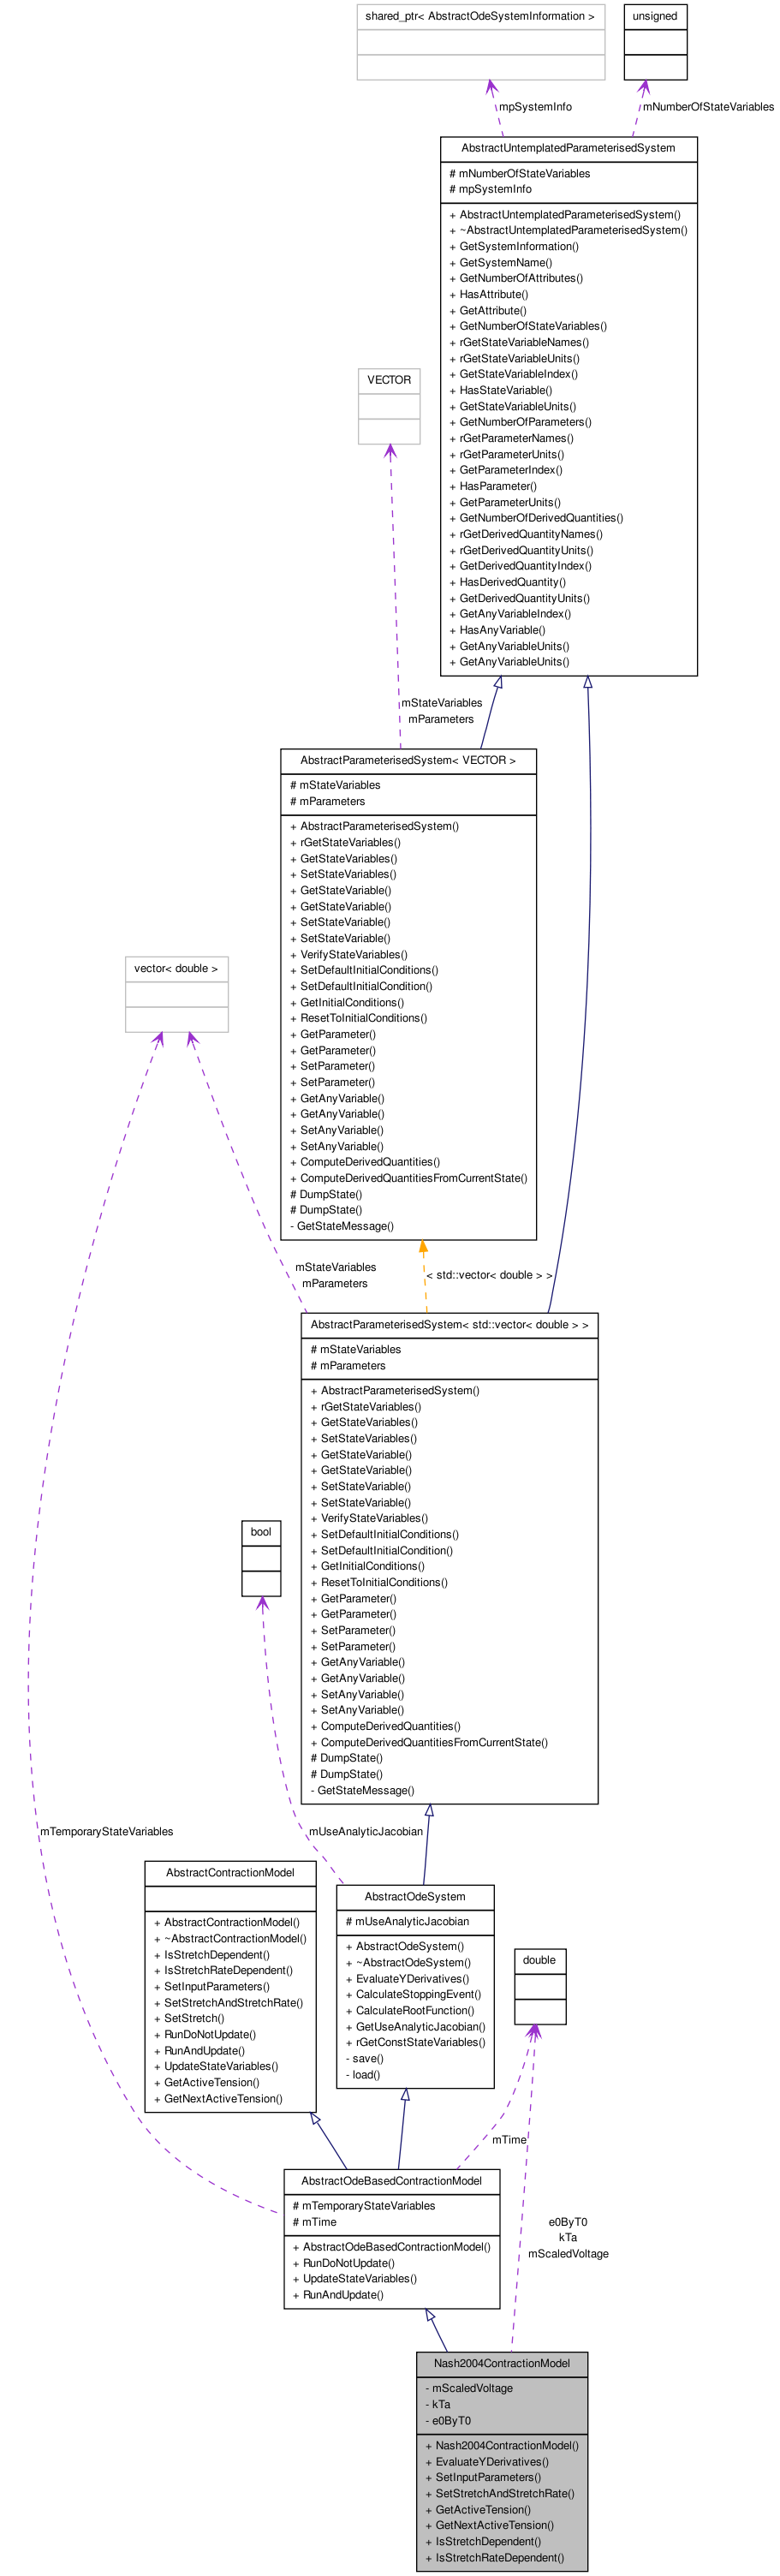 shared_ptr< AbstractOdeSystemInformation >
unsigned
mpSystemInfo
mNumberOfStateVariables
AbstractUntemplatedParameterisedSystem
# mNumberOfStateVariables
# mpSystemInfo
+ AbstractUntemplatedParameterisedSystem()
+ ~AbstractUntemplatedParameterisedSystem()
+ GetSystemInformation()
+ GetSystemName()
+ GetNumberOfAttributes()
+ HasAttribute()
+ GetAttribute()
+ GetNumberOfStateVariables()
+ rGetStateVariableNames()
+ rGetStateVariableUnits()
+ GetStateVariableIndex()
+ HasStateVariable()
+ GetStateVariableUnits()
+ GetNumberOfParameters()
+ rGetParameterNames()
+ rGetParameterUnits()
+ GetParameterIndex()
+ HasParameter()
+ GetParameterUnits()
+ GetNumberOfDerivedQuantities()
+ rGetDerivedQuantityNames()
+ rGetDerivedQuantityUnits()
+ GetDerivedQuantityIndex()
+ HasDerivedQuantity()
+ GetDerivedQuantityUnits()
+ GetAnyVariableIndex()
+ HasAnyVariable()
+ GetAnyVariableUnits()
+ GetAnyVariableUnits()
VECTOR
mStateVariables
mParameters
AbstractParameterisedSystem< VECTOR >
# mStateVariables
# mParameters
+ AbstractParameterisedSystem()
+ rGetStateVariables()
+ GetStateVariables()
+ SetStateVariables()
+ GetStateVariable()
+ GetStateVariable()
+ SetStateVariable()
+ SetStateVariable()
+ VerifyStateVariables()
+ SetDefaultInitialConditions()
+ SetDefaultInitialCondition()
+ GetInitialConditions()
+ ResetToInitialConditions()
+ GetParameter()
+ GetParameter()
+ SetParameter()
+ SetParameter()
+ GetAnyVariable()
+ GetAnyVariable()
+ SetAnyVariable()
+ SetAnyVariable()
+ ComputeDerivedQuantities()
+ ComputeDerivedQuantitiesFromCurrentState()
# DumpState()
# DumpState()
- GetStateMessage()
vector< double >
mStateVariables
mParameters
< std::vector< double > >
AbstractParameterisedSystem< std::vector< double > >
# mStateVariables
# mParameters
+ AbstractParameterisedSystem()
+ rGetStateVariables()
+ GetStateVariables()
+ SetStateVariables()
+ GetStateVariable()
+ GetStateVariable()
+ SetStateVariable()
+ SetStateVariable()
+ VerifyStateVariables()
+ SetDefaultInitialConditions()
+ SetDefaultInitialCondition()
+ GetInitialConditions()
+ ResetToInitialConditions()
+ GetParameter()
+ GetParameter()
+ SetParameter()
+ SetParameter()
+ GetAnyVariable()
+ GetAnyVariable()
+ SetAnyVariable()
+ SetAnyVariable()
+ ComputeDerivedQuantities()
+ ComputeDerivedQuantitiesFromCurrentState()
# DumpState()
# DumpState()
- GetStateMessage()
bool
mTemporaryStateVariables
mUseAnalyticJacobian
AbstractContractionModel
+ AbstractContractionModel()
+ ~AbstractContractionModel()
+ IsStretchDependent()
+ IsStretchRateDependent()
+ SetInputParameters()
+ SetStretchAndStretchRate()
+ SetStretch()
+ RunDoNotUpdate()
+ RunAndUpdate()
+ UpdateStateVariables()
+ GetActiveTension()
+ GetNextActiveTension()
AbstractOdeSystem
# mUseAnalyticJacobian
+ AbstractOdeSystem()
+ ~AbstractOdeSystem()
+ EvaluateYDerivatives()
+ CalculateStoppingEvent()
+ CalculateRootFunction()
+ GetUseAnalyticJacobian()
+ rGetConstStateVariables()
- save()
- load()
double
mTime
AbstractOdeBasedContractionModel
# mTemporaryStateVariables
# mTime
+ AbstractOdeBasedContractionModel()
+ RunDoNotUpdate()
+ UpdateStateVariables()
+ RunAndUpdate()
e0ByT0
kTa
mScaledVoltage
Nash2004ContractionModel
- mScaledVoltage
- kTa
- e0ByT0
+ Nash2004ContractionModel()
+ EvaluateYDerivatives()
+ SetInputParameters()
+ SetStretchAndStretchRate()
+ GetActiveTension()
+ GetNextActiveTension()
+ IsStretchDependent()
+ IsStretchRateDependent()